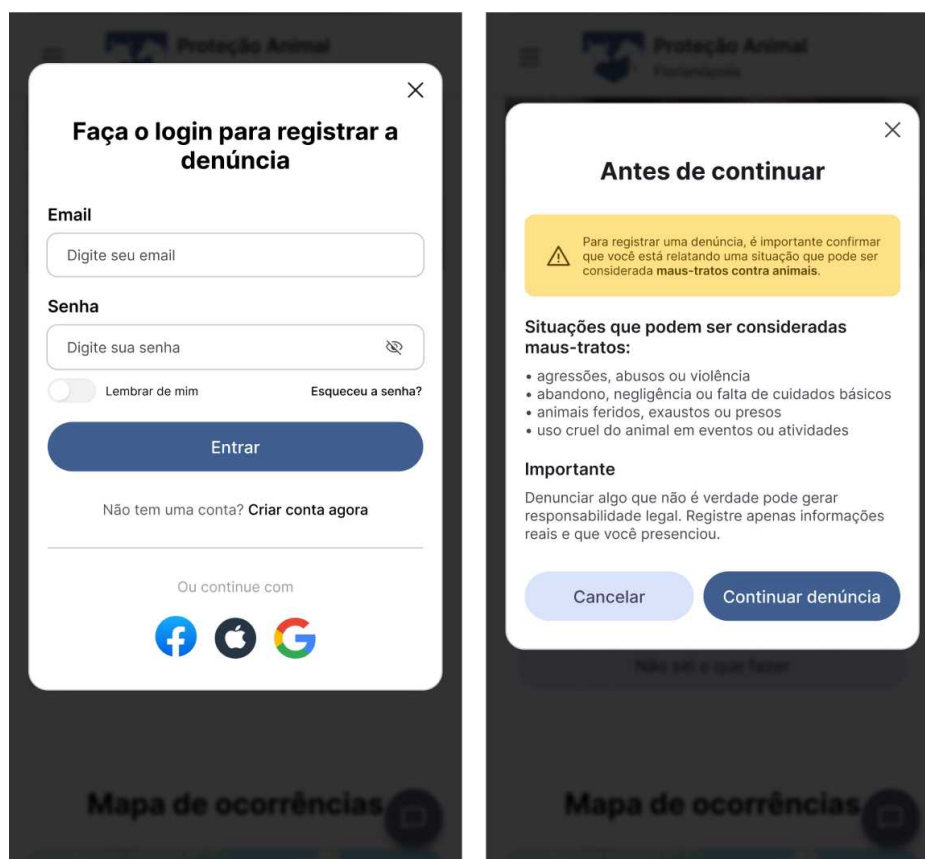 Proteção Animal
Faça o login para registrar a
denúncia
Email
Digite seu email
Senha
Digite sua senha
Lembrar de mim
Esqueceu a senha?
Entrar
Não tem uma conta? Criar conta agora
Ou continue com
Mapa de ocorrências
Proteção Animal
Florianópolis
Antes de continuar
Para registrar uma denúncia, é importante confirmar
que você está relatando uma situação que pode ser
considerada maus-tratos contra animais.
Situações que podem ser consideradas
maus-tratos:
• agressões, abusos ou violência
• abandono, negligência ou falta de cuidados básicos
• animais feridos, exaustos ou presos
• uso cruel do animal em eventos ou atividades
Importante
Denunciar algo que não é verdade pode gerar
responsabilidade legal. Registre apenas informações
reais e que você presenciou.
Cancelar
Continuar denúncia
Não sei o que fazer
Mapa de ocorrências